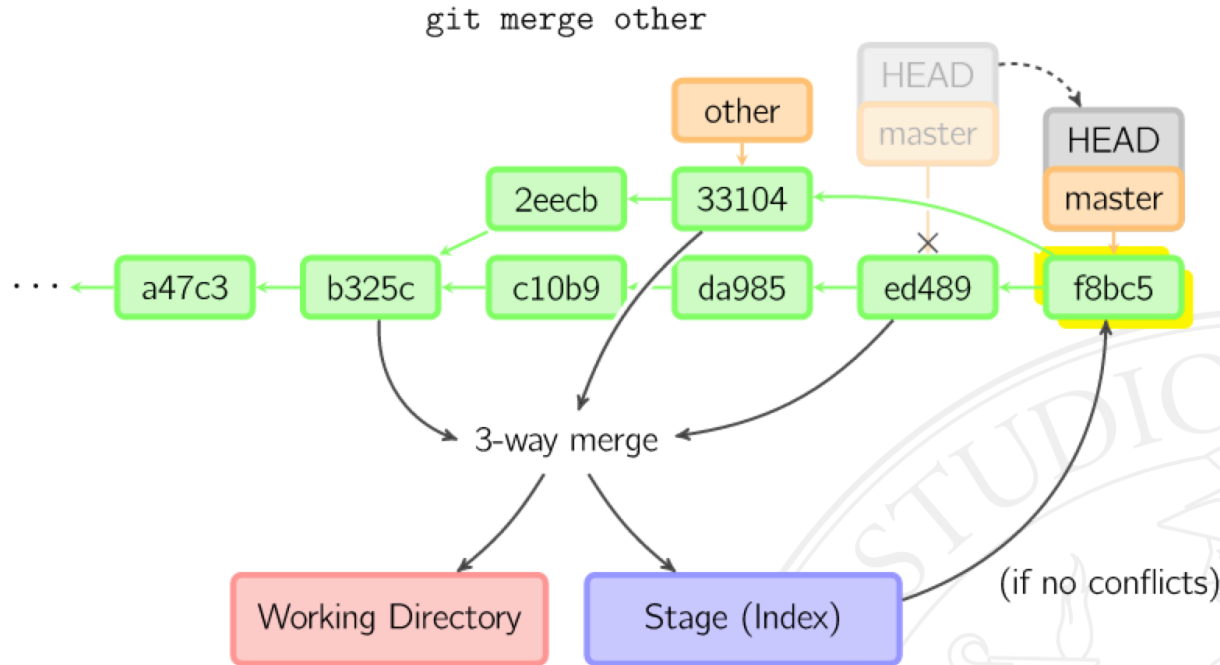 git merge other
HEAD
other
master
HEAD
master
2eecb
33104
... a47c3
b325c
c10b9
da985
ed489
f8bc5
3-way merge
STUDIO
Working Directory
Stage (Index)
(if no conflicts)